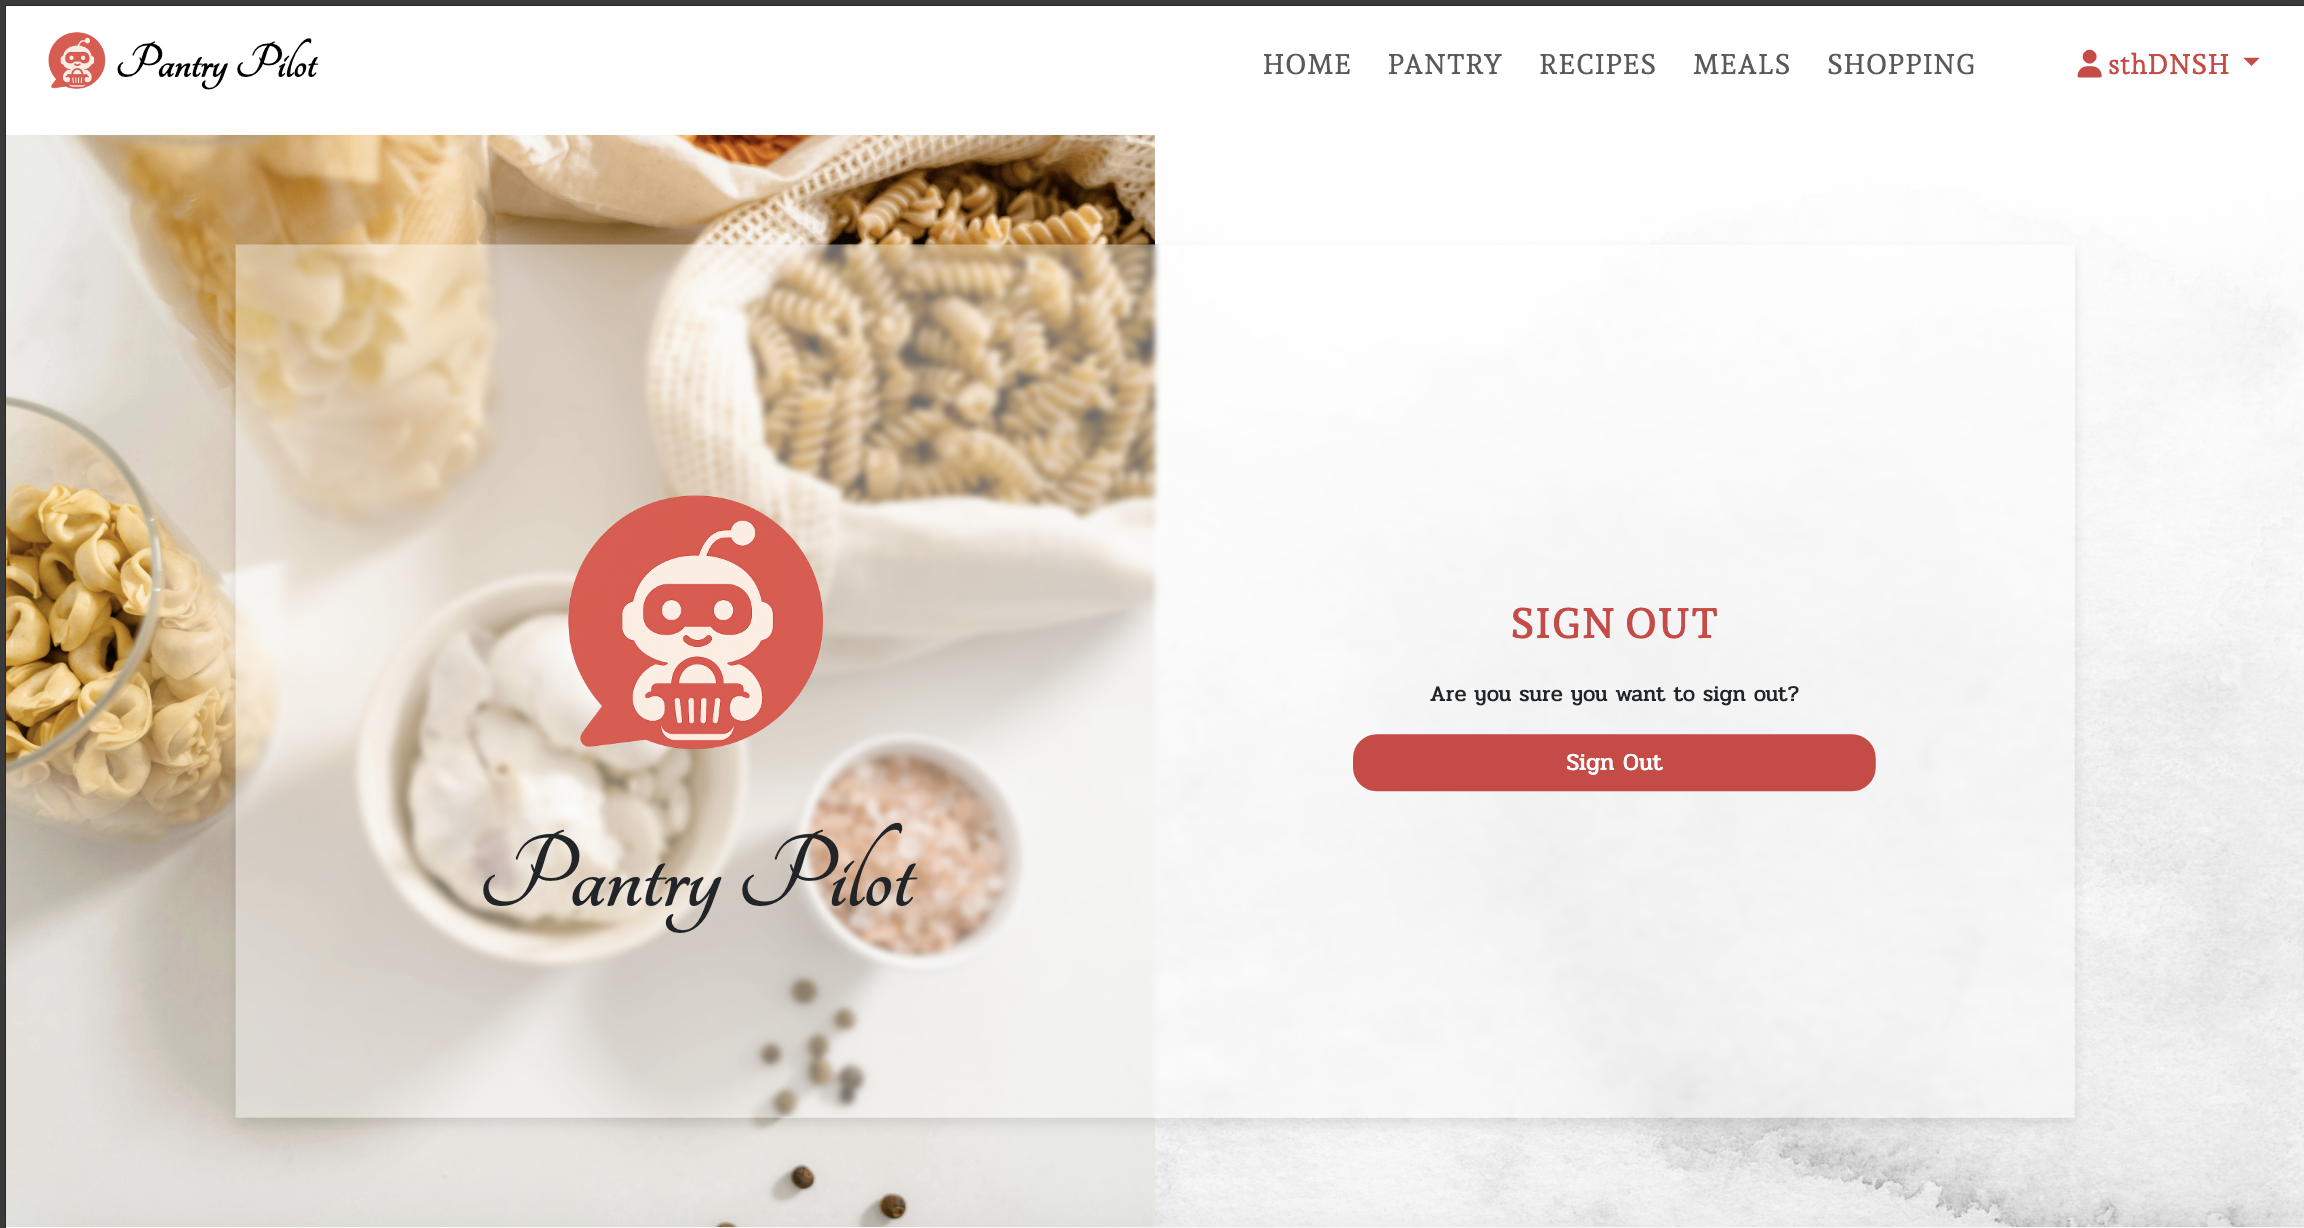 Pantry Pilot
HOME PANTRY RECIPES MEALS SHOPPING sthDNSH
Pantry Pilot
SIGN OUT
Are you sure you want to sign out?
Sign Out